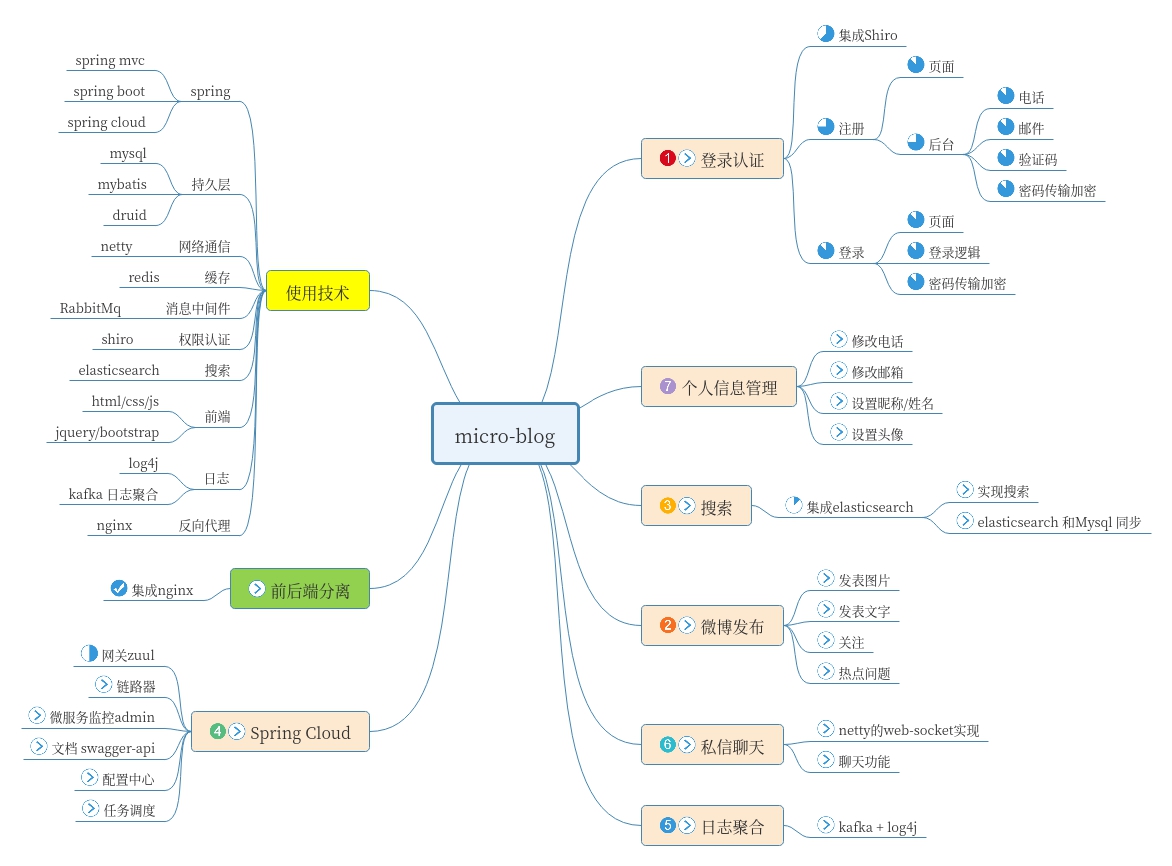 micro-blog
1 登录认证
集成Shiro
注册
页面
后台
电话
邮件
验证码
密码传输加密
登录
页面
登录逻辑
密码传输加密
7 个人信息管理
修改电话
修改邮箱
设置昵称/姓名
设置头像
3 搜索
集成elasticsearch
实现搜索
elasticsearch 和Mysql 同步
2 微博发布
发表图片
发表文字
关注
热点问题
6 私信聊天
netty的web-socket实现
聊天功能
5 日志聚合
kafka + log4j
使用技术
spring
spring mvc
spring boot
spring cloud
持久层
mysql
mybatis
druid
网络通信
netty
缓存
redis
消息中间件
RabbitMq
权限认证
shiro
搜索
elasticsearch
前端
html/css/js
jquery/bootstrap
日志
log4j
kafka 日志聚合
反向代理
nginx
前后端分离
集成nginx
4 Spring Cloud
网关zuul
链路器
微服务监控admin
文档 swagger-api
配置中心
任务调度